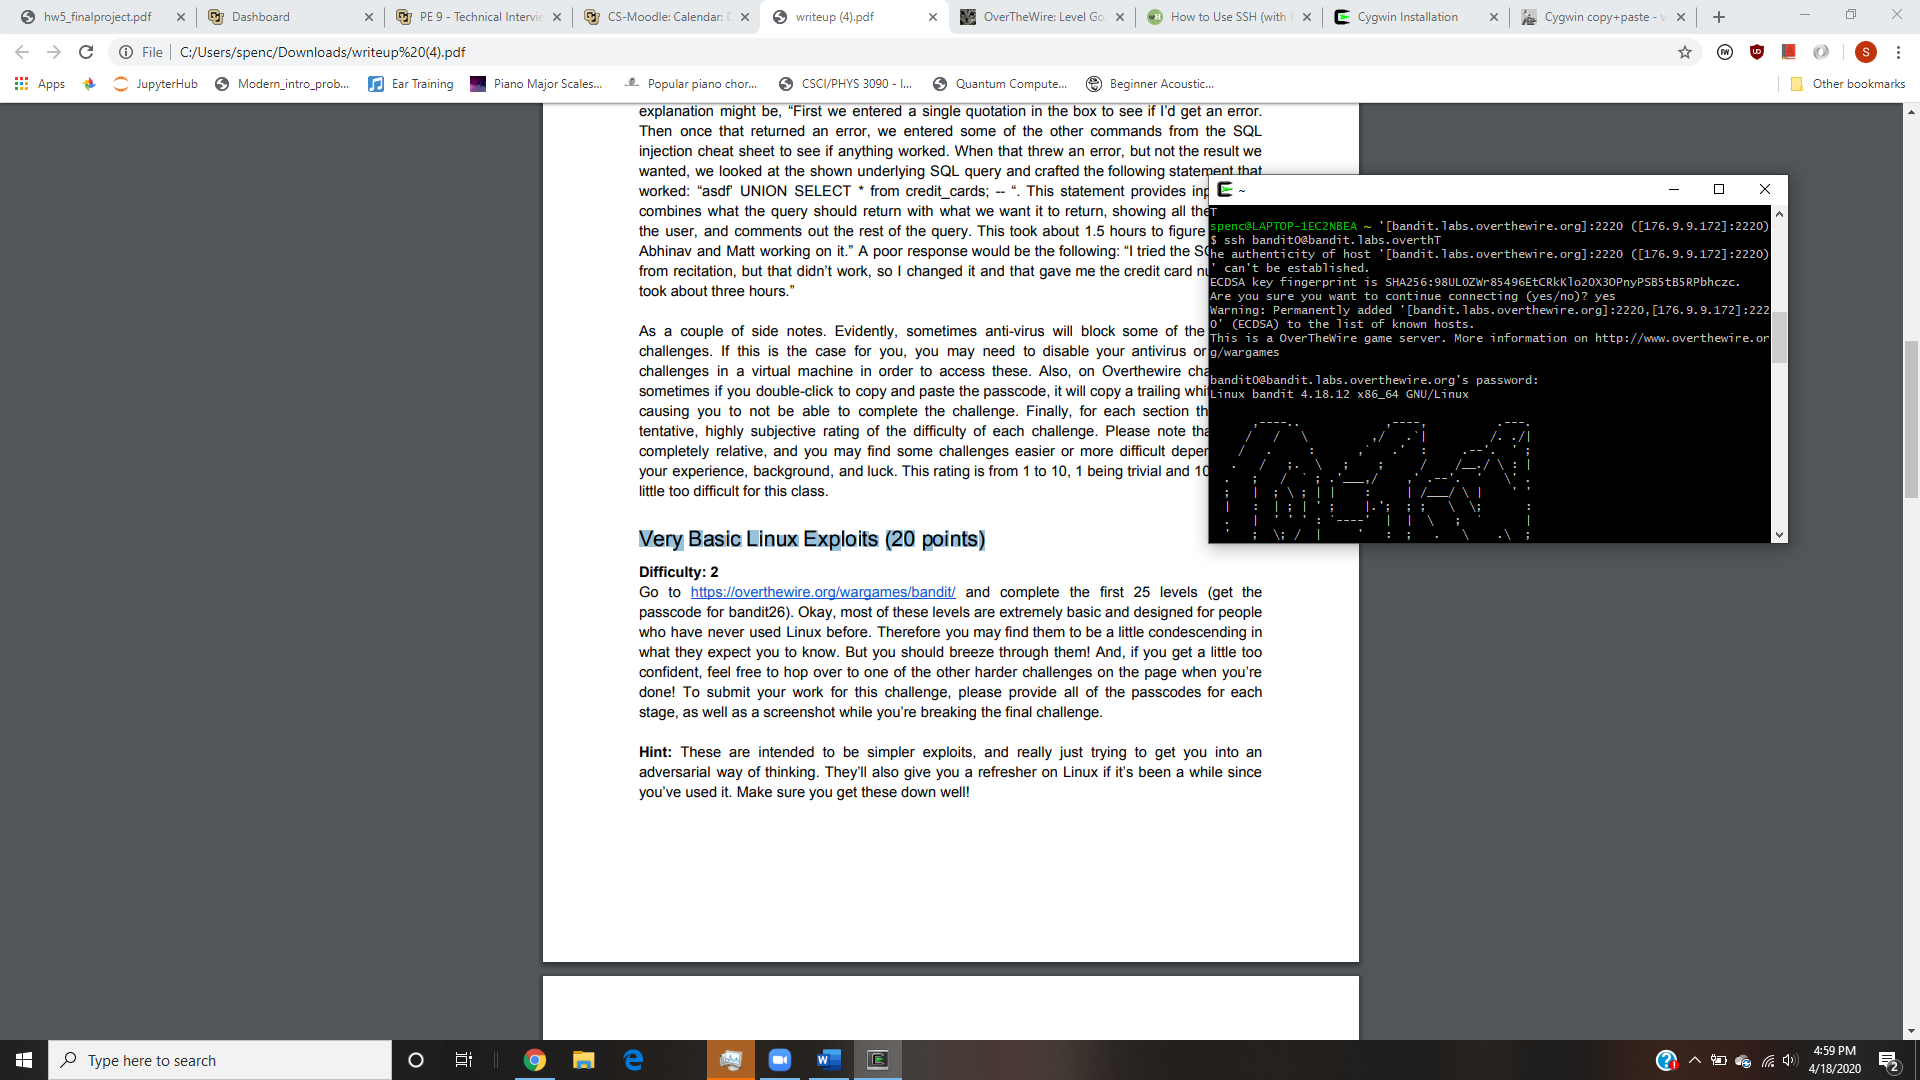 hw5_finalproject.pdf
Dashboard
PE 9 - Technical Intervie
CS-Moodle: Calendar: D
writeup (4).pdf
OverTheWire: Level Go
How to Use SSH (with
Cygwin Installation
Cygwin copy+paste -
File
C:/Users/spenc/Downloads/writeup%20(4).pdf
S
Apps
JupyterHub
Modern_intro_prob...
Ear Training
Piano Major Scales...
Popular piano chor...
CSCI/PHYS 3090 - I...
Quantum Compute...
Beginner Acoustic...
Other bookmarks
explanation might be, “First we entered a single quotation in the box to see if I’d get an error.
Then once that returned an error, we entered some of the other commands from the SQL
injection cheat sheet to see if anything worked. When that threw an error, but not the result we
wanted, we looked at the shown underlying SQL query and crafted the following statement that
worked: “asdf’ UNION SELECT * from credit_cards; -- “. This statement provides inp
combines what the query should return with what we want it to return, showing all the
the user, and comments out the rest of the query. This took about 1.5 hours to figure
Abhinav and Matt working on it.” A poor response would be the following: “I tried the SQ
from recitation, but that didn’t work, so I changed it and that gave me the credit card nu
took about three hours.”
As a couple of side notes. Evidently, sometimes anti-virus will block some of the
challenges. If this is the case for you, you may need to disable your antivirus or
challenges in a virtual machine in order to access these. Also, on Overthewire cha
sometimes if you double-click to copy and paste the passcode, it will copy a trailing whi
causing you to not be able to complete the challenge. Finally, for each section th
tentative, highly subjective rating of the difficulty of each challenge. Please note tha
completely relative, and you may find some challenges easier or more difficult depen
your experience, background, and luck. This rating is from 1 to 10, 1 being trivial and 10
little too difficult for this class.
Very Basic Linux Exploits (20 points)
Difficulty: 2
Go to https://overthewire.org/wargames/bandit/ and complete the first 25 levels (get the
passcode for bandit26). Okay, most of these levels are extremely basic and designed for people
who have never used Linux before. Therefore you may find them to be a little condescending in
what they expect you to know. But you should breeze through them! And, if you get a little too
confident, feel free to hop over to one of the other harder challenges on the page when you’re
done! To submit your work for this challenge, please provide all of the passcodes for each
stage, as well as a screenshot while you’re breaking the final challenge.
Hint: These are intended to be simpler exploits, and really just trying to get you into an
adversarial way of thinking. They’ll also give you a refresher on Linux if it’s been a while since
you’ve used it. Make sure you get these down well!
~
T
spenc@LAPTOP-1EC2NBEA ~ '[bandit.labs.overthewire.org]:2220 ([176.9.9.172]:2220)
$ ssh bandit0@bandit.labs.overthT
he authenticity of host '[bandit.labs.overthewire.org]:2220 ([176.9.9.172]:2220)
' can't be established.
ECDSA key fingerprint is SHA256:98UL0ZWr85496EtCRkKlo20X3OPnyPSB5tB5RPbhczc.
Are you sure you want to continue connecting (yes/no)? yes
Warning: Permanently added '[bandit.labs.overthewire.org]:2220,[176.9.9.172]:222
0' (ECDSA) to the list of known hosts.
This is a OverTheWire game server. More information on http://www.overthewire.or
g/wargames
bandit0@bandit.labs.overthewire.org's password:
Linux bandit 4.18.12 x86_64 GNU/Linux
Type here to search
4:59 PM
4/18/2020
2